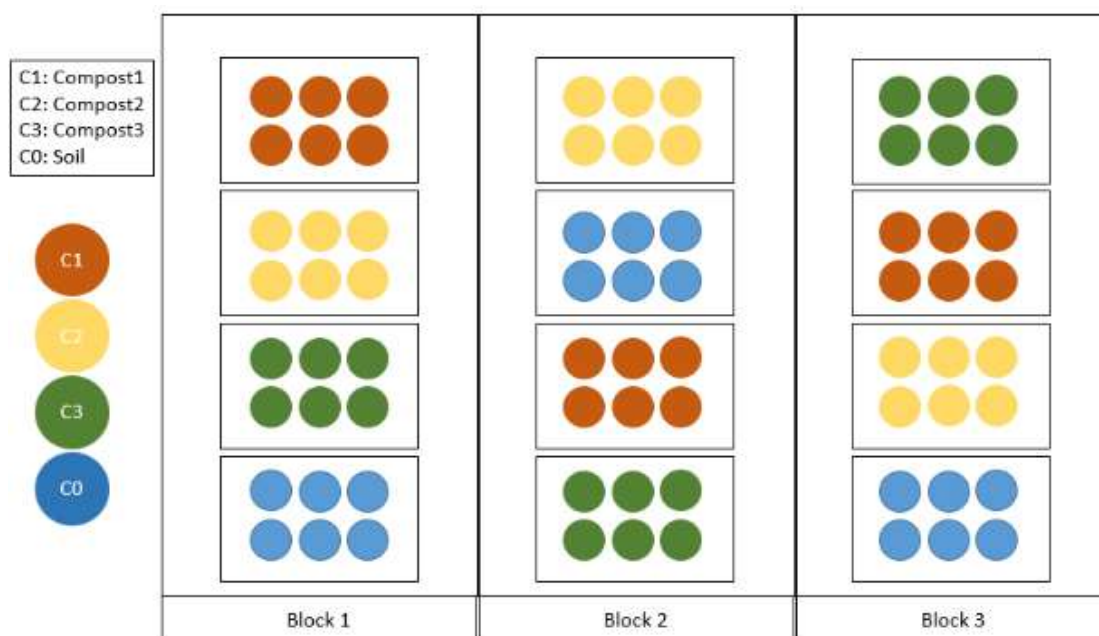 C1: Compost1
C2: Compost2
C3: Compost3
C0: Soil
C1
C2
C3
C0
Block 1
Block 2
Block 3